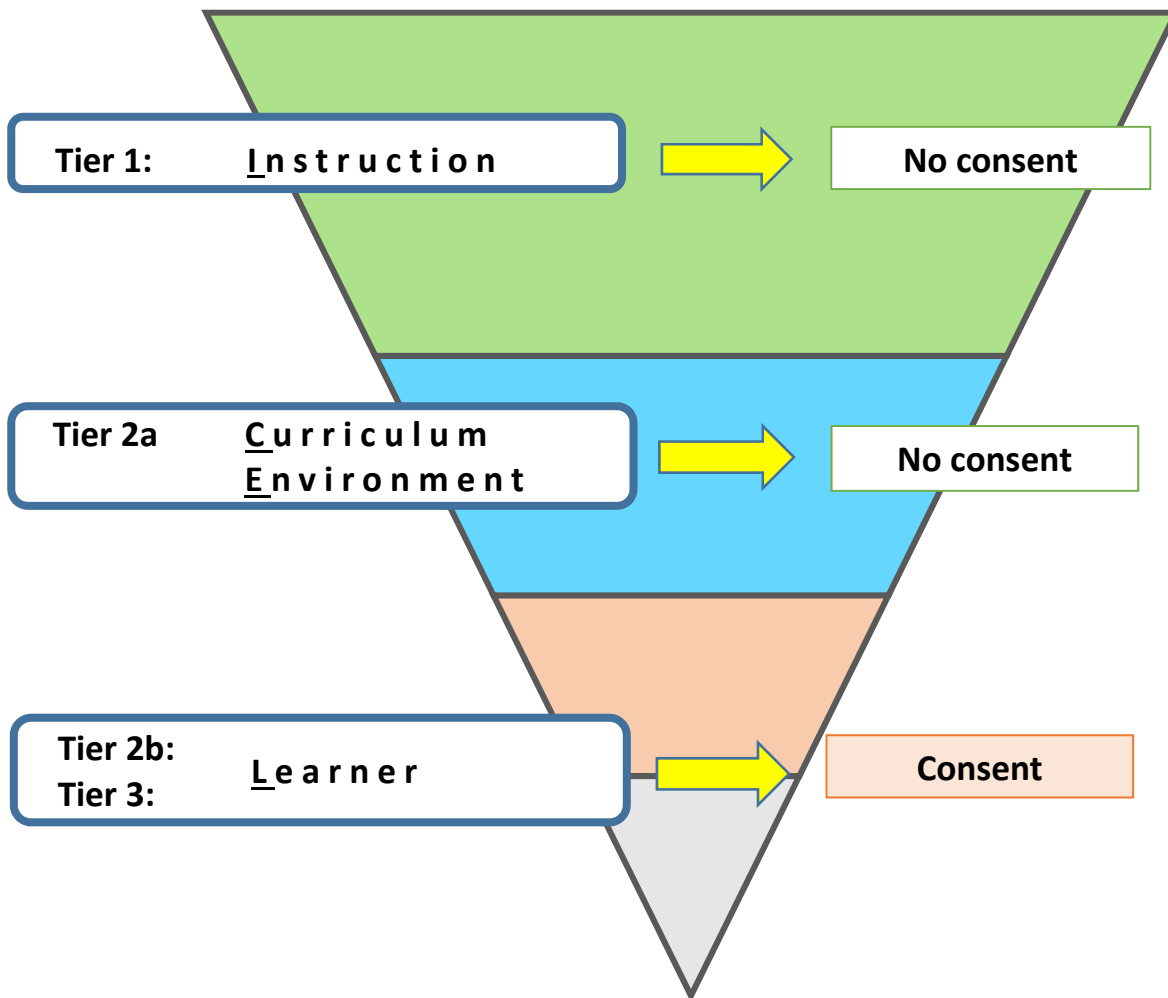 Tier 1: Instruction
No consent
Tier 2a Curriculum
Environment
No consent
Tier 2b:
Tier 3:
Learner
Consent